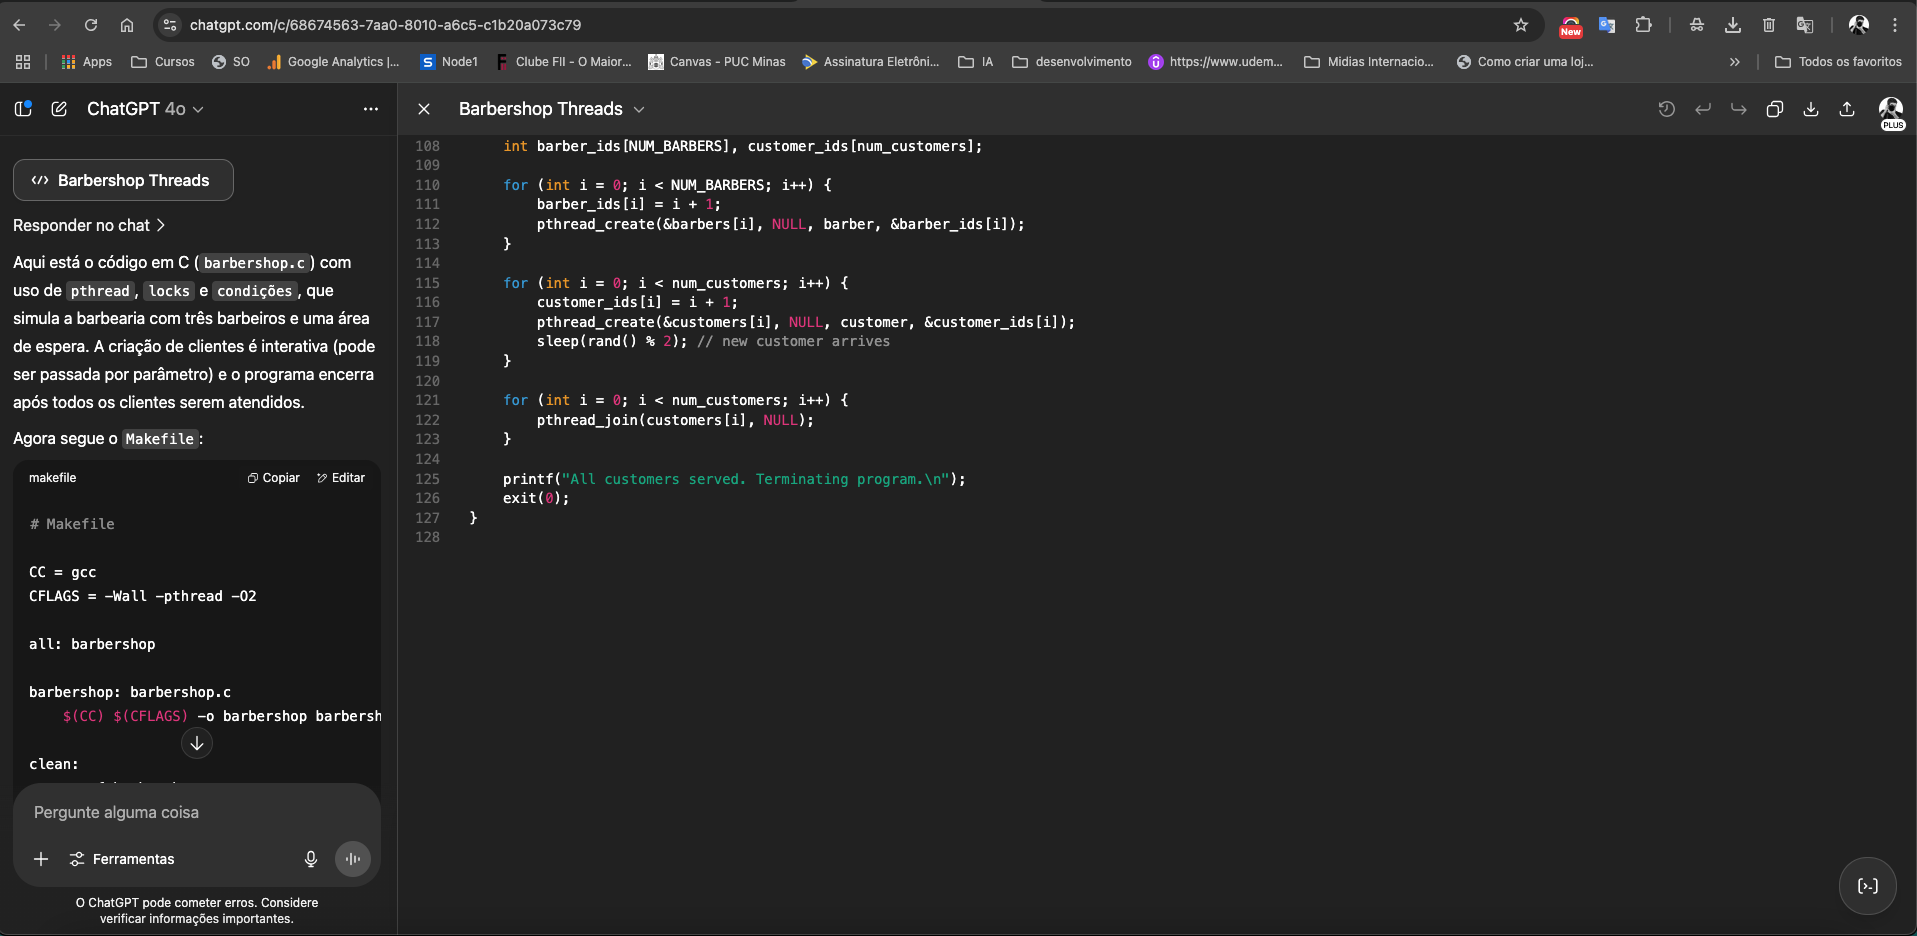 chatgpt.com/c/68674563-7aa0-8010-a6c5-c1b20a073c79
New
Apps
Cursos
SO
Google Analytics |...
S Node1
F Clube FII - O Maior...
Canvas - PUC Minas
Assinatura Eletrôni...
IA
desenvolvimento
https://www.udem...
Midias Internacio...
Como criar uma loj...
»
Todos os favoritos
ChatGPT 4o
Barbershop Threads
PLUS
Barbershop Threads
Responder no chat
Aqui está o código em C ( barbershop.c ) com
uso de pthread , locks e condições , que
simula a barbearia com três barbeiros e uma área
de espera. A criação de clientes é interativa (pode
ser passada por parâmetro) e o programa encerra
após todos os clientes serem atendidos.
Agora segue o Makefile :
makefile
Copiar
Editar
# Makefile
CC = gcc
CFLAGS = -Wall -pthread -O2
all: barbershop
barbershop: barbershop.c
$(CC) $(CFLAGS) -o barbershop barbersh
clean:
Pergunte alguma coisa
Ferramentas
O ChatGPT pode cometer erros. Considere
verificar informações importantes.
108 int barber_ids[NUM_BARBERS], customer_ids[num_customers];
109
110 for (int i = 0; i < NUM_BARBERS; i++) {
111 barber_ids[i] = i + 1;
112 pthread_create(&barbers[i], NULL, barber, &barber_ids[i]);
113 }
114
115 for (int i = 0; i < num_customers; i++) {
116 customer_ids[i] = i + 1;
117 pthread_create(&customers[i], NULL, customer, &customer_ids[i]);
118 sleep(rand() % 2); // new customer arrives
119 }
120
121 for (int i = 0; i < num_customers; i++) {
122 pthread_join(customers[i], NULL);
123 }
124
125 printf("All customers served. Terminating program.\n");
126 exit(0);
127 }
128